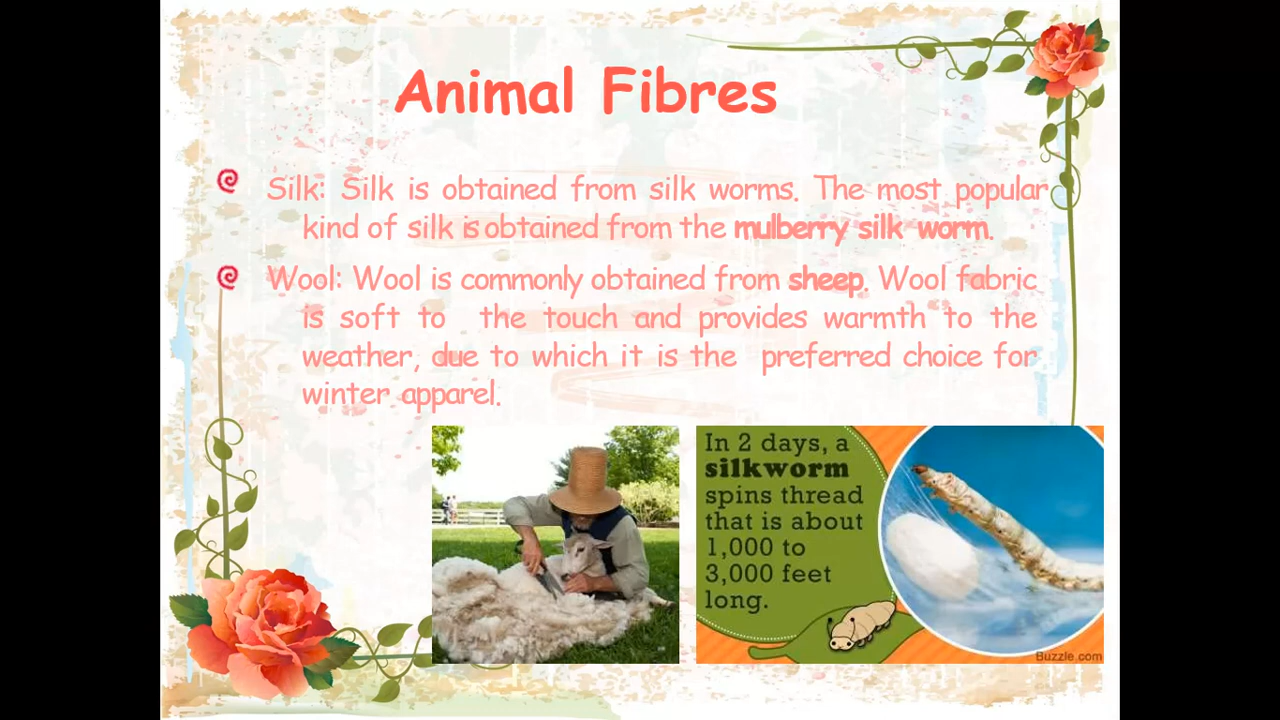 Animal Fibres
Silk: Silk is obtained from silk worms. The most popular
kind of silk is obtained from the mulberry silk worm.
Wool: Wool is commonly obtained from sheep. Wool fabric
is soft to the touch and provides warmth to the
weather, due to which it is the preferred choice for
winter apparel.
In 2 days, a
silkworm
spins thread
that is about
1,000 to
3,000 feet
long.
Buzzle.com